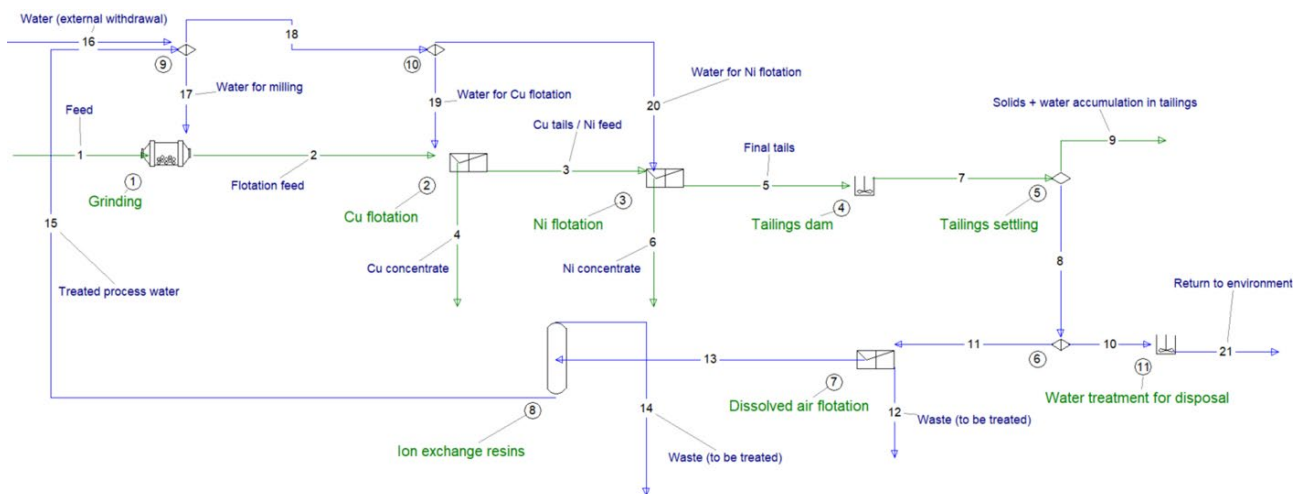 Water (external withdrawal)
16
18
9
10
17
Water for milling
19
Water for Cu flotation
20
Water for Ni flotation
Solids + water accumulation in tailings
9
Feed
Cu tails / Ni feed
Final tails
1
2
3
5
7
1
Grinding
Flotation feed
2
Cu flotation
3
Ni flotation
4
Tailings dam
5
Tailings settling
15
4
6
8
Cu concentrate
Ni concentrate
Treated process water
Return to environment
13
11
6
10
21
8
Ion exchange resins
14
Waste (to be treated)
7
Dissolved air flotation
12
Waste (to be treated)
11
Water treatment for disposal